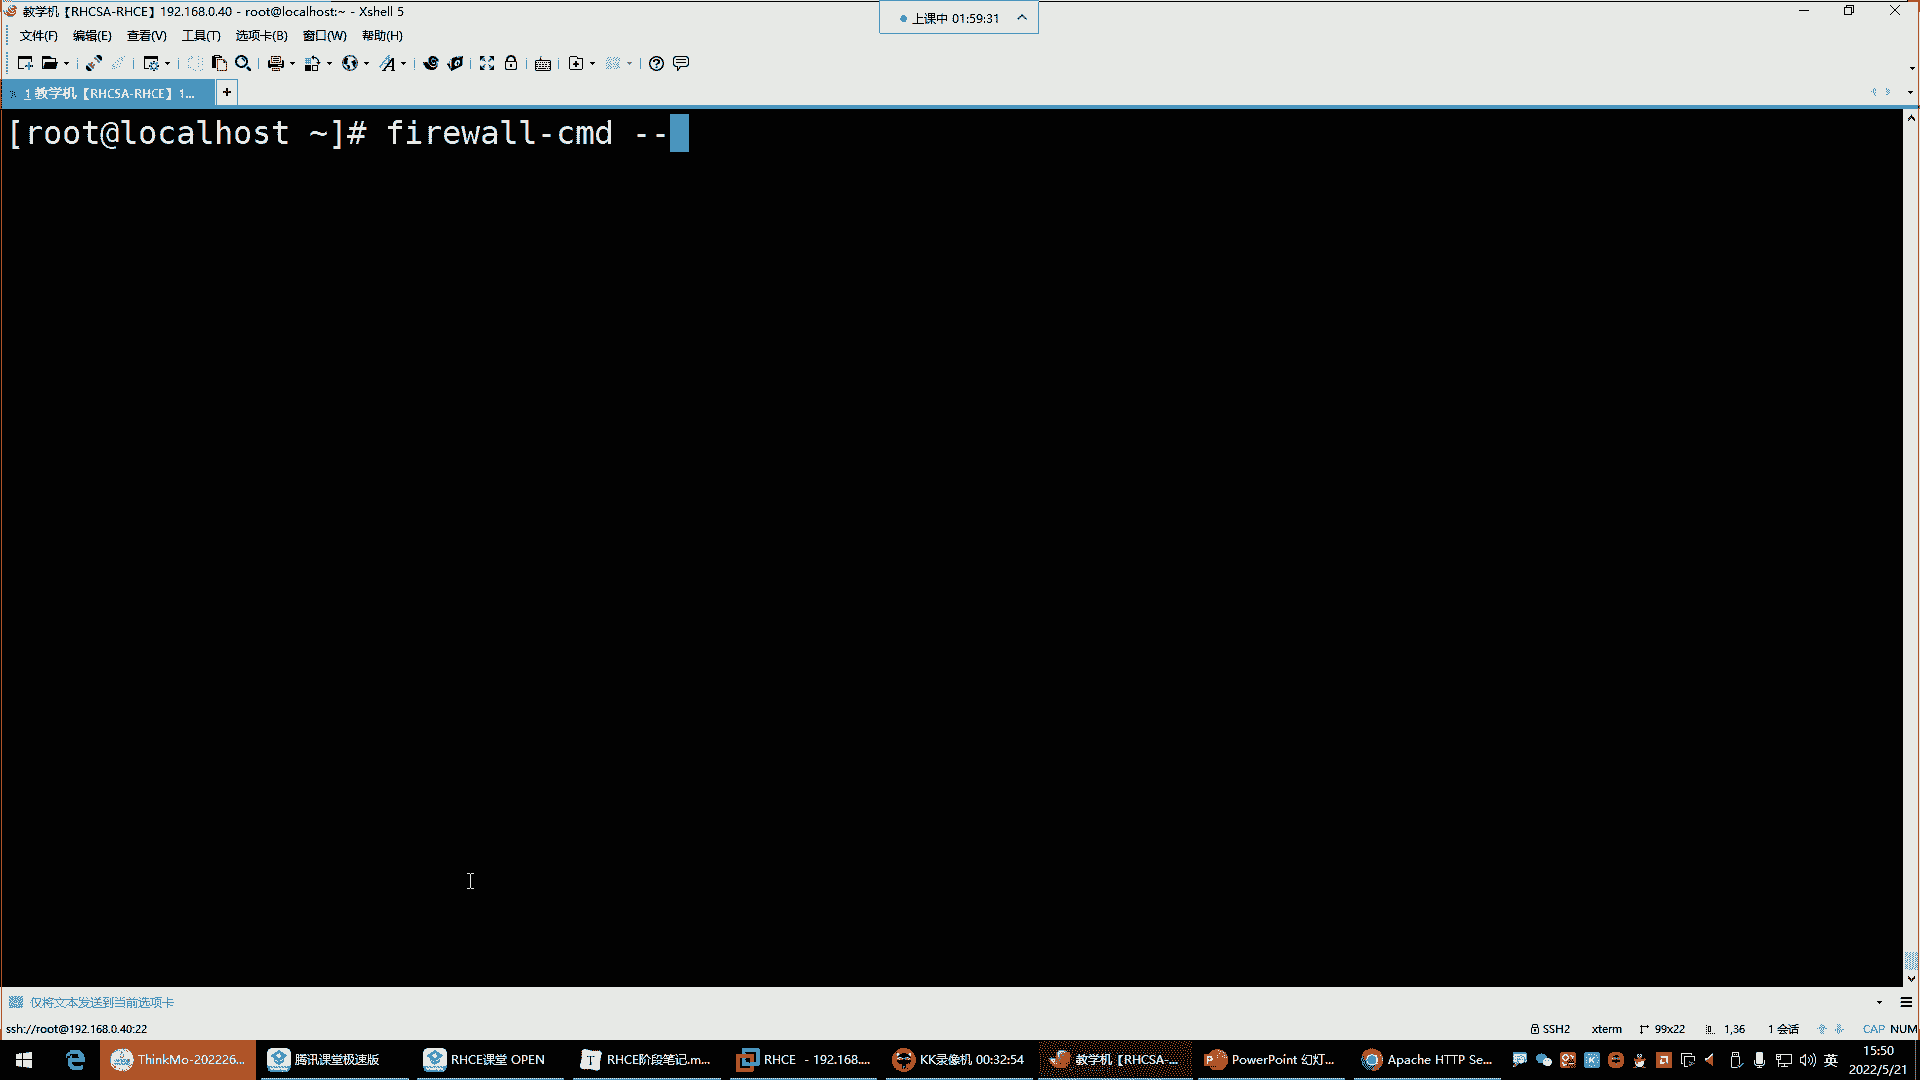 教学机【RHCSA-RHCE】192.168.0.40 - root@localhost:~ - Xshell 5
上课中 01:59:31
文件(F) 编辑(E) 查看(V) 工具(T) 选项卡(B) 窗口(W) 帮助(H)
1 教学机【RHCSA-RHCE】1...
[root@localhost ~]# firewall-cmd --
仅将文本发送到当前选项卡
ssh://root@192.168.0.40:22
SSH2 xterm 99x22 1,36 1 会话 CAP NUM
ThinkMo-202226... 腾讯课堂极速版 RHCE课堂 OPEN RHCE阶段笔记.m... RHCE - 192.168.... KK录像机 00:32:54 教学机【RHCSA-... PowerPoint 幻灯... Apache HTTP Se... 英
15:50
2022/5/21